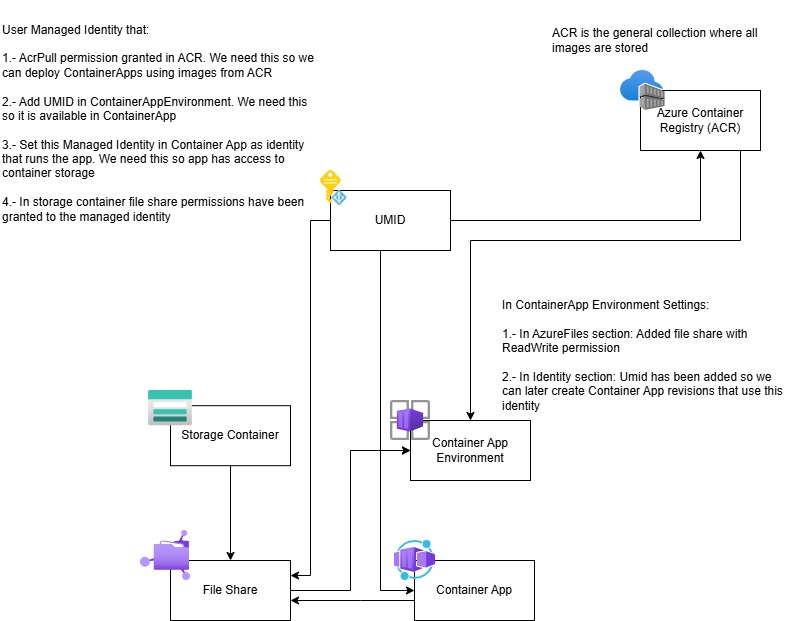 User Managed Identity that:
1.- AcrPull permission granted in ACR. We need this so we
can deploy ContainerApps using images from ACR
2.- Add UMID in ContainerAppEnvironment. We need this
so it is available in ContainerApp
3.- Set this Managed Identity in Container App as identity
that runs the app. We need this so app has access to
container storage
4.- In storage container file share permissions have been
granted to the managed identity
ACR is the general collection where all
images are stored
Azure Container
Registry (ACR)
UMID
In ContainerApp Environment Settings:
1.- In AzureFiles section: Added file share with
ReadWrite permission
2.- In Identity section: Umid has been added so we
can later create Container App revisions that use this
identity
Storage Container
Container App
Environment
File Share
Container App